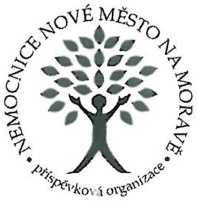 NEMOCNICE NOVÉ MĚSTO NA MORAVĚ
• příspěvková organizace •